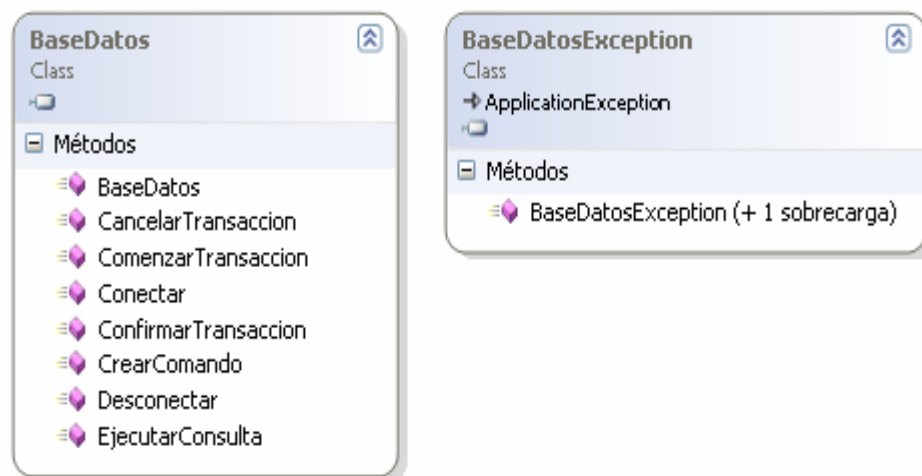 BaseDatos
Class
Métodos
BaseDatos
CancelarTransaccion
ComenzarTransaccion
Conectar
ConfirmarTransaccion
CrearComando
Desconectar
EjecutarConsulta
BaseDatosException
Class
ApplicationException
Métodos
BaseDatosException (+ 1 sobrecarga)